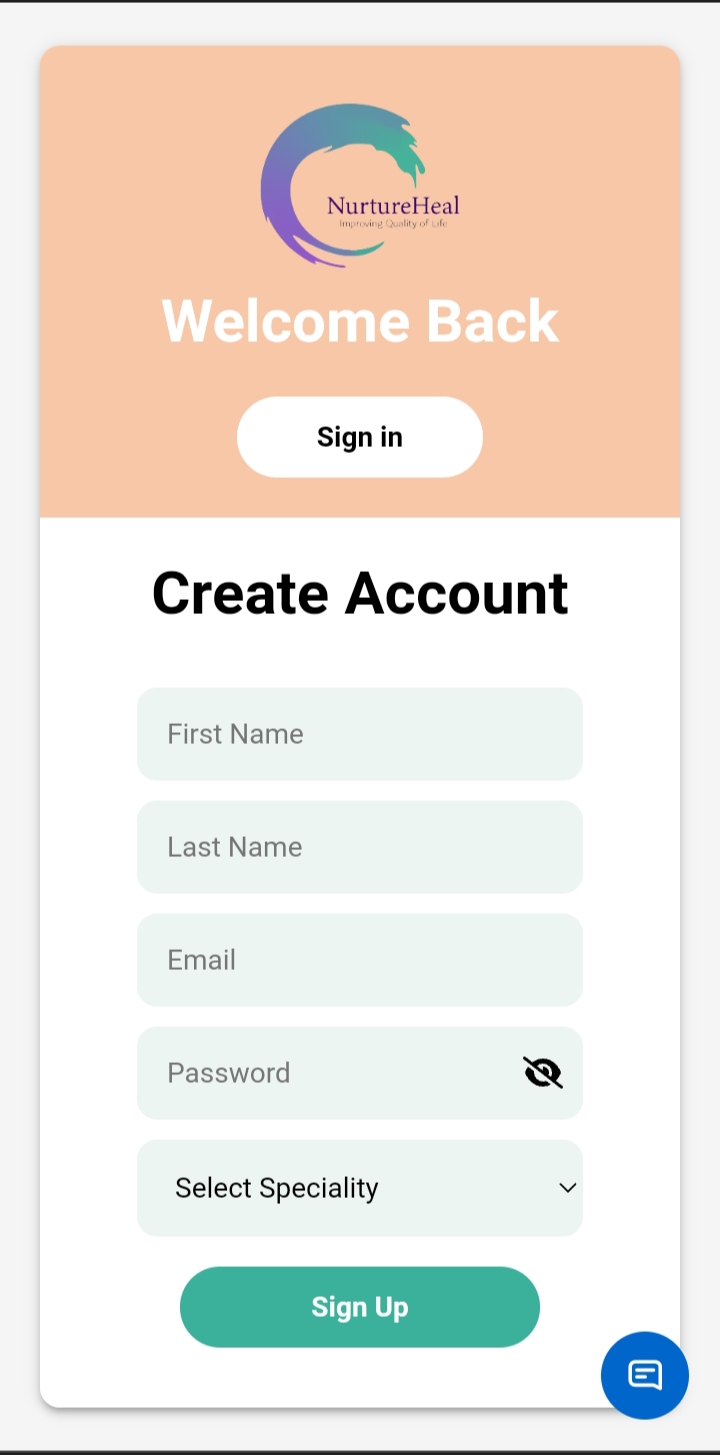 NurtureHeal
Improving Quality of Life
Welcome Back
Sign in
Create Account
First Name
Last Name
Email
Password
Select Speciality
Sign Up